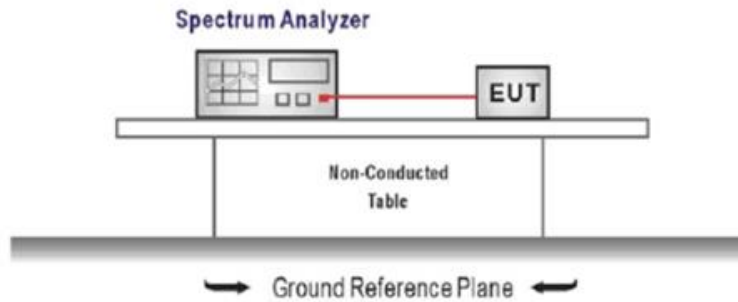 Spectrum Analyzer
EUT
Non-Conducted
Table
Ground Reference Plane